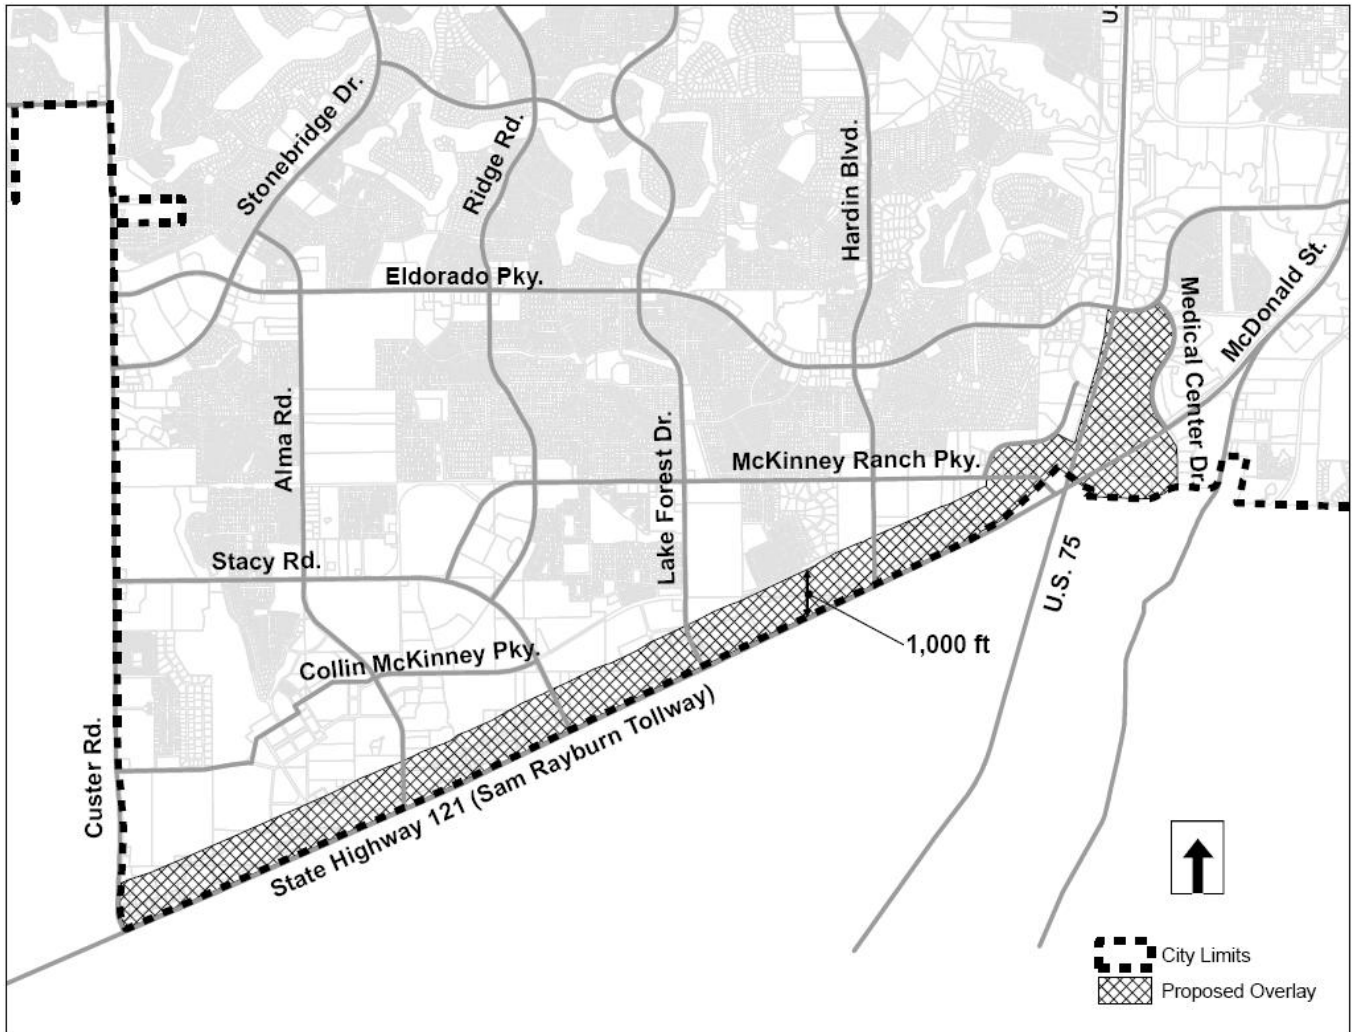 U.
Stonebridge Dr.
Ridge Rd.
Hardin Blvd.
McDonald St.
Eldorado Pky.
Medical Center Dr.
Alma Rd.
Lake Forest Dr.
McKinney Ranch Pky.
Stacy Rd.
U.S. 75
1,000 ft
Collin McKinney Pky.
Custer Rd.
State Highway 121 (Sam Rayburn Tollway)
City Limits
Proposed Overlay